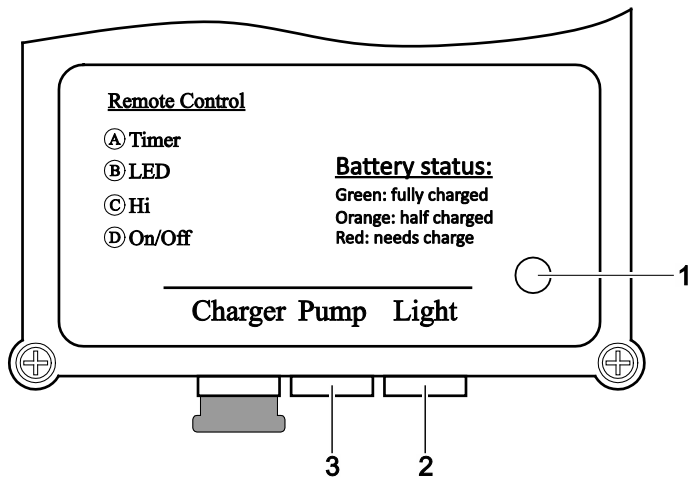 Remote Control
Ⓐ Timer
Ⓑ LED
Ⓒ Hi
Ⓓ On/Off
Battery status:
Green: fully charged
Orange: half charged
Red: needs charge
1
Charger Pump Light
3 2